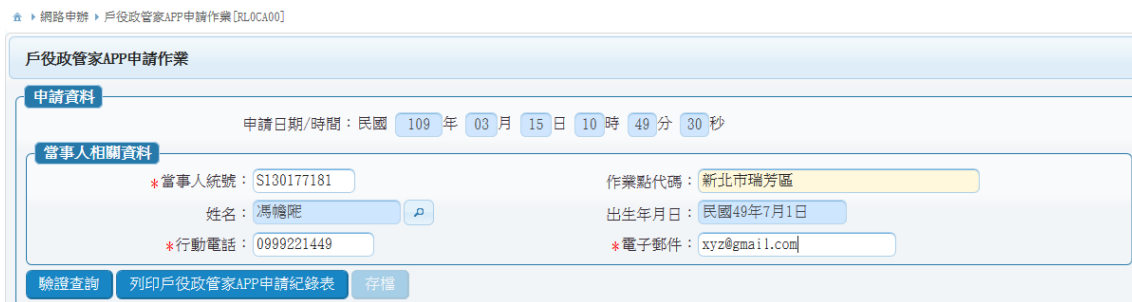 網路申辦 ▸ 戶役政管家APP申請作業[RLOCA00]
戶役政管家APP申請作業
申請資料
申請日期/時間：民國 109 年 03 月 15 日 10 時 49 分 30 秒
當事人相關資料
*當事人統號：S130177181 作業點代碼：新北市瑞芳區
姓名：馮幨 出生年月日：民國49年7月1日
*行動電話：0999221449 *電子郵件：xyz@gmail.com
驗證查詢 列印戶役政管家APP申請紀錄表 存檔